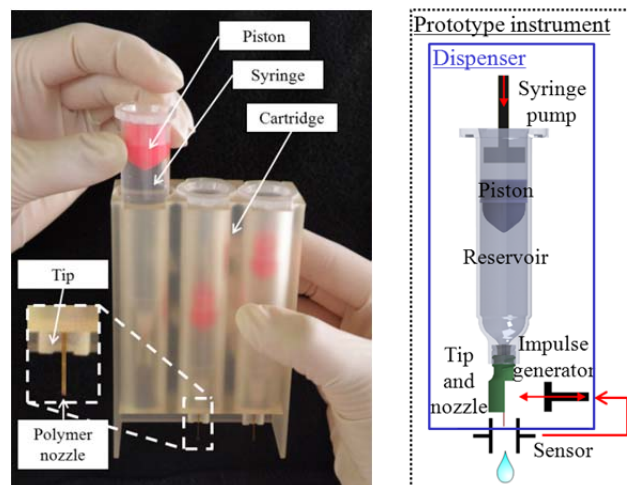 Piston
Syringe
Cartridge
Tip
Polymer
nozzle
Prototype instrument
Dispenser
Syringe
pump
Piston
Reservoir
Impulse
generator
Tip
and
nozzle
Sensor